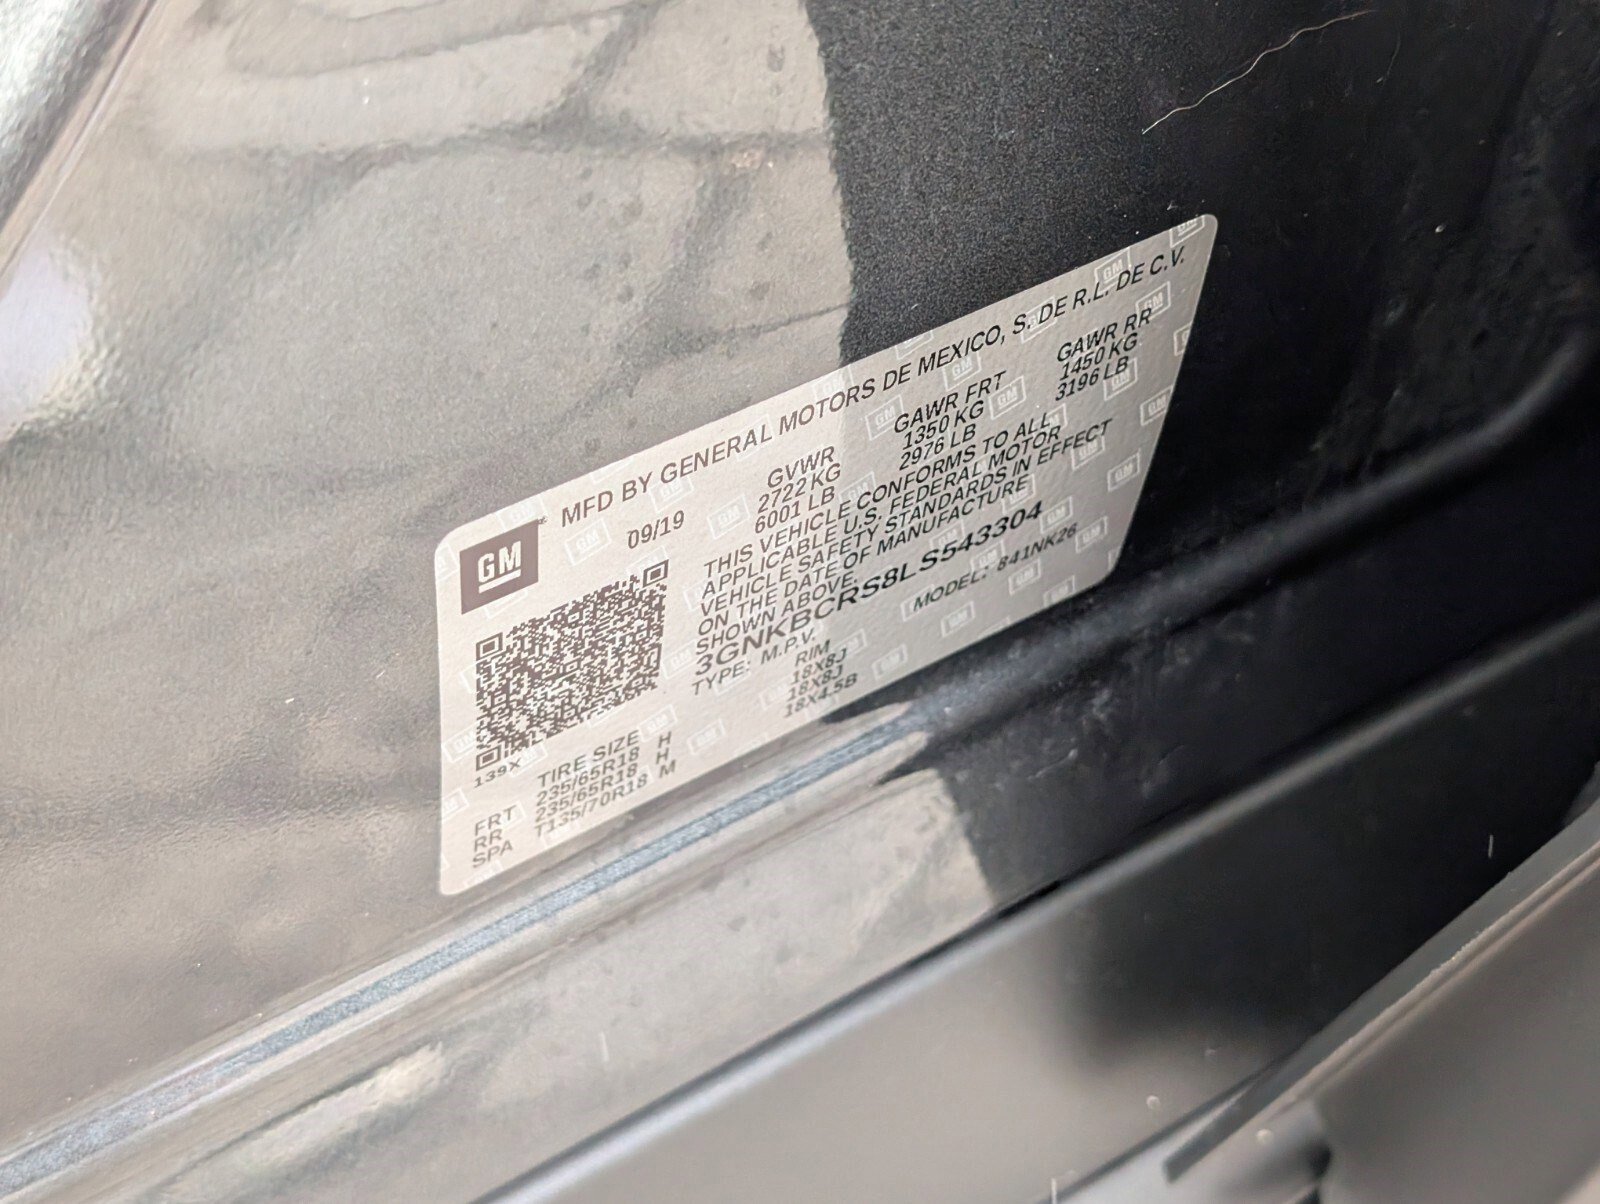 GM
MFD BY GENERAL MOTORS DE MEXICO, S. DE R.L. DE C.V.
09/19 GVWR GAWR FRT GAWR RR
2722 KG 1350 KG 1450 KG
6001 LB 2976 LB 3196 LB
THIS VEHICLE CONFORMS TO ALL
APPLICABLE U.S. FEDERAL MOTOR
VEHICLE SAFETY STANDARDS IN EFFECT
ON THE DATE OF MANUFACTURE
SHOWN ABOVE.
3GNKBCRS8LS543304
TYPE: M.P.V. MODEL: 841NK26
139X
TIRE SIZE RIM
FRT 235/65R18 H 18X8J
RR 235/65R18 H 18X8J
SPA T135/70R18 M 18X4.5B